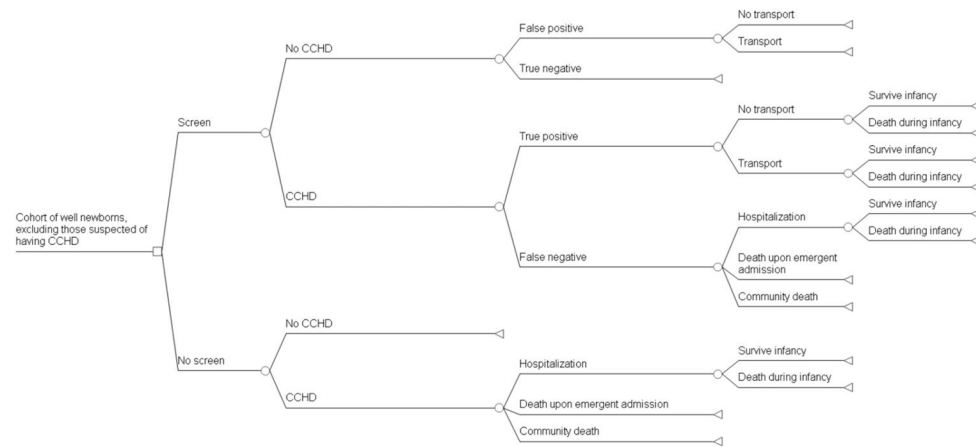 No transport
False positive
Transport
No CCHD
True negative
Survive infancy
No transport
Death during infancy
Screen
True positive
Survive infancy
Transport
Death during infancy
CCHD
Survive infancy
Hospitalization
Death during infancy
Cohort of well newborns,
excluding those suspected of
having CCHD
False negative
Death upon emergent
admission
Community death
No CCHD
Survive infancy
No screen
Hospitalization
Death during infancy
CCHD
Death upon emergent admission
Community death